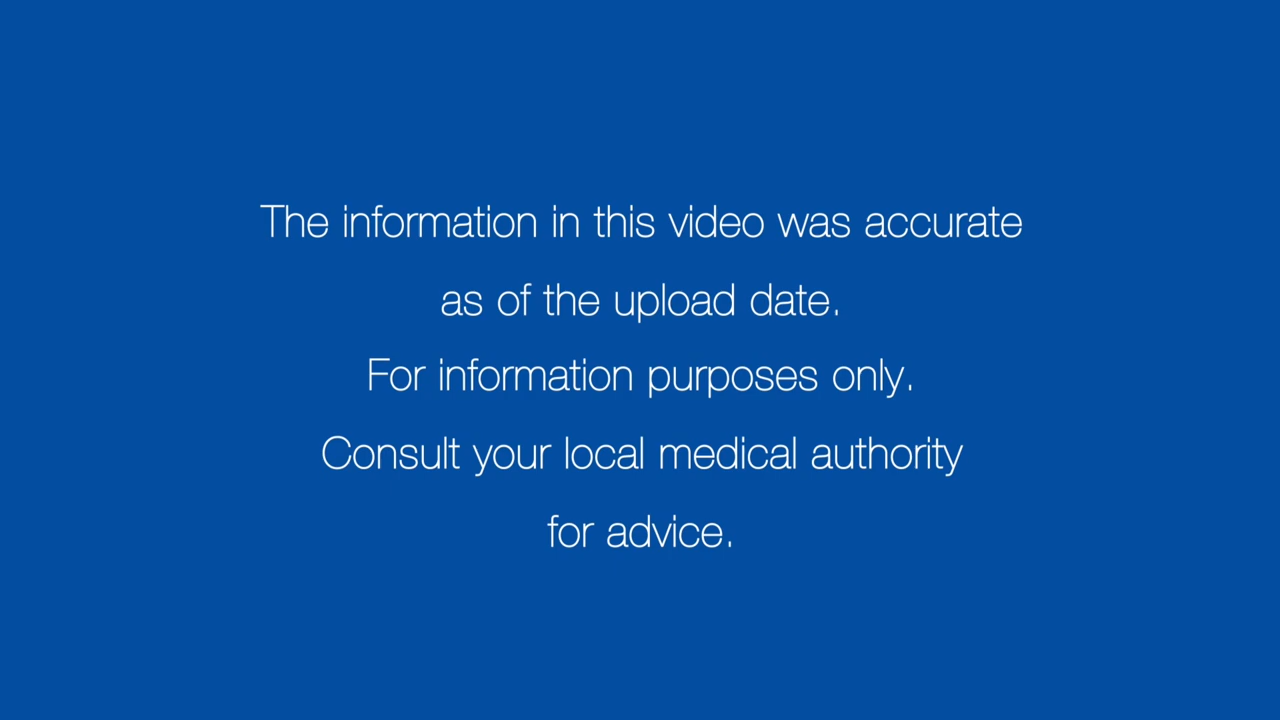 The information in this video was accurate
as of the upload date.
For information purposes only.
Consult your local medical authority
for advice.